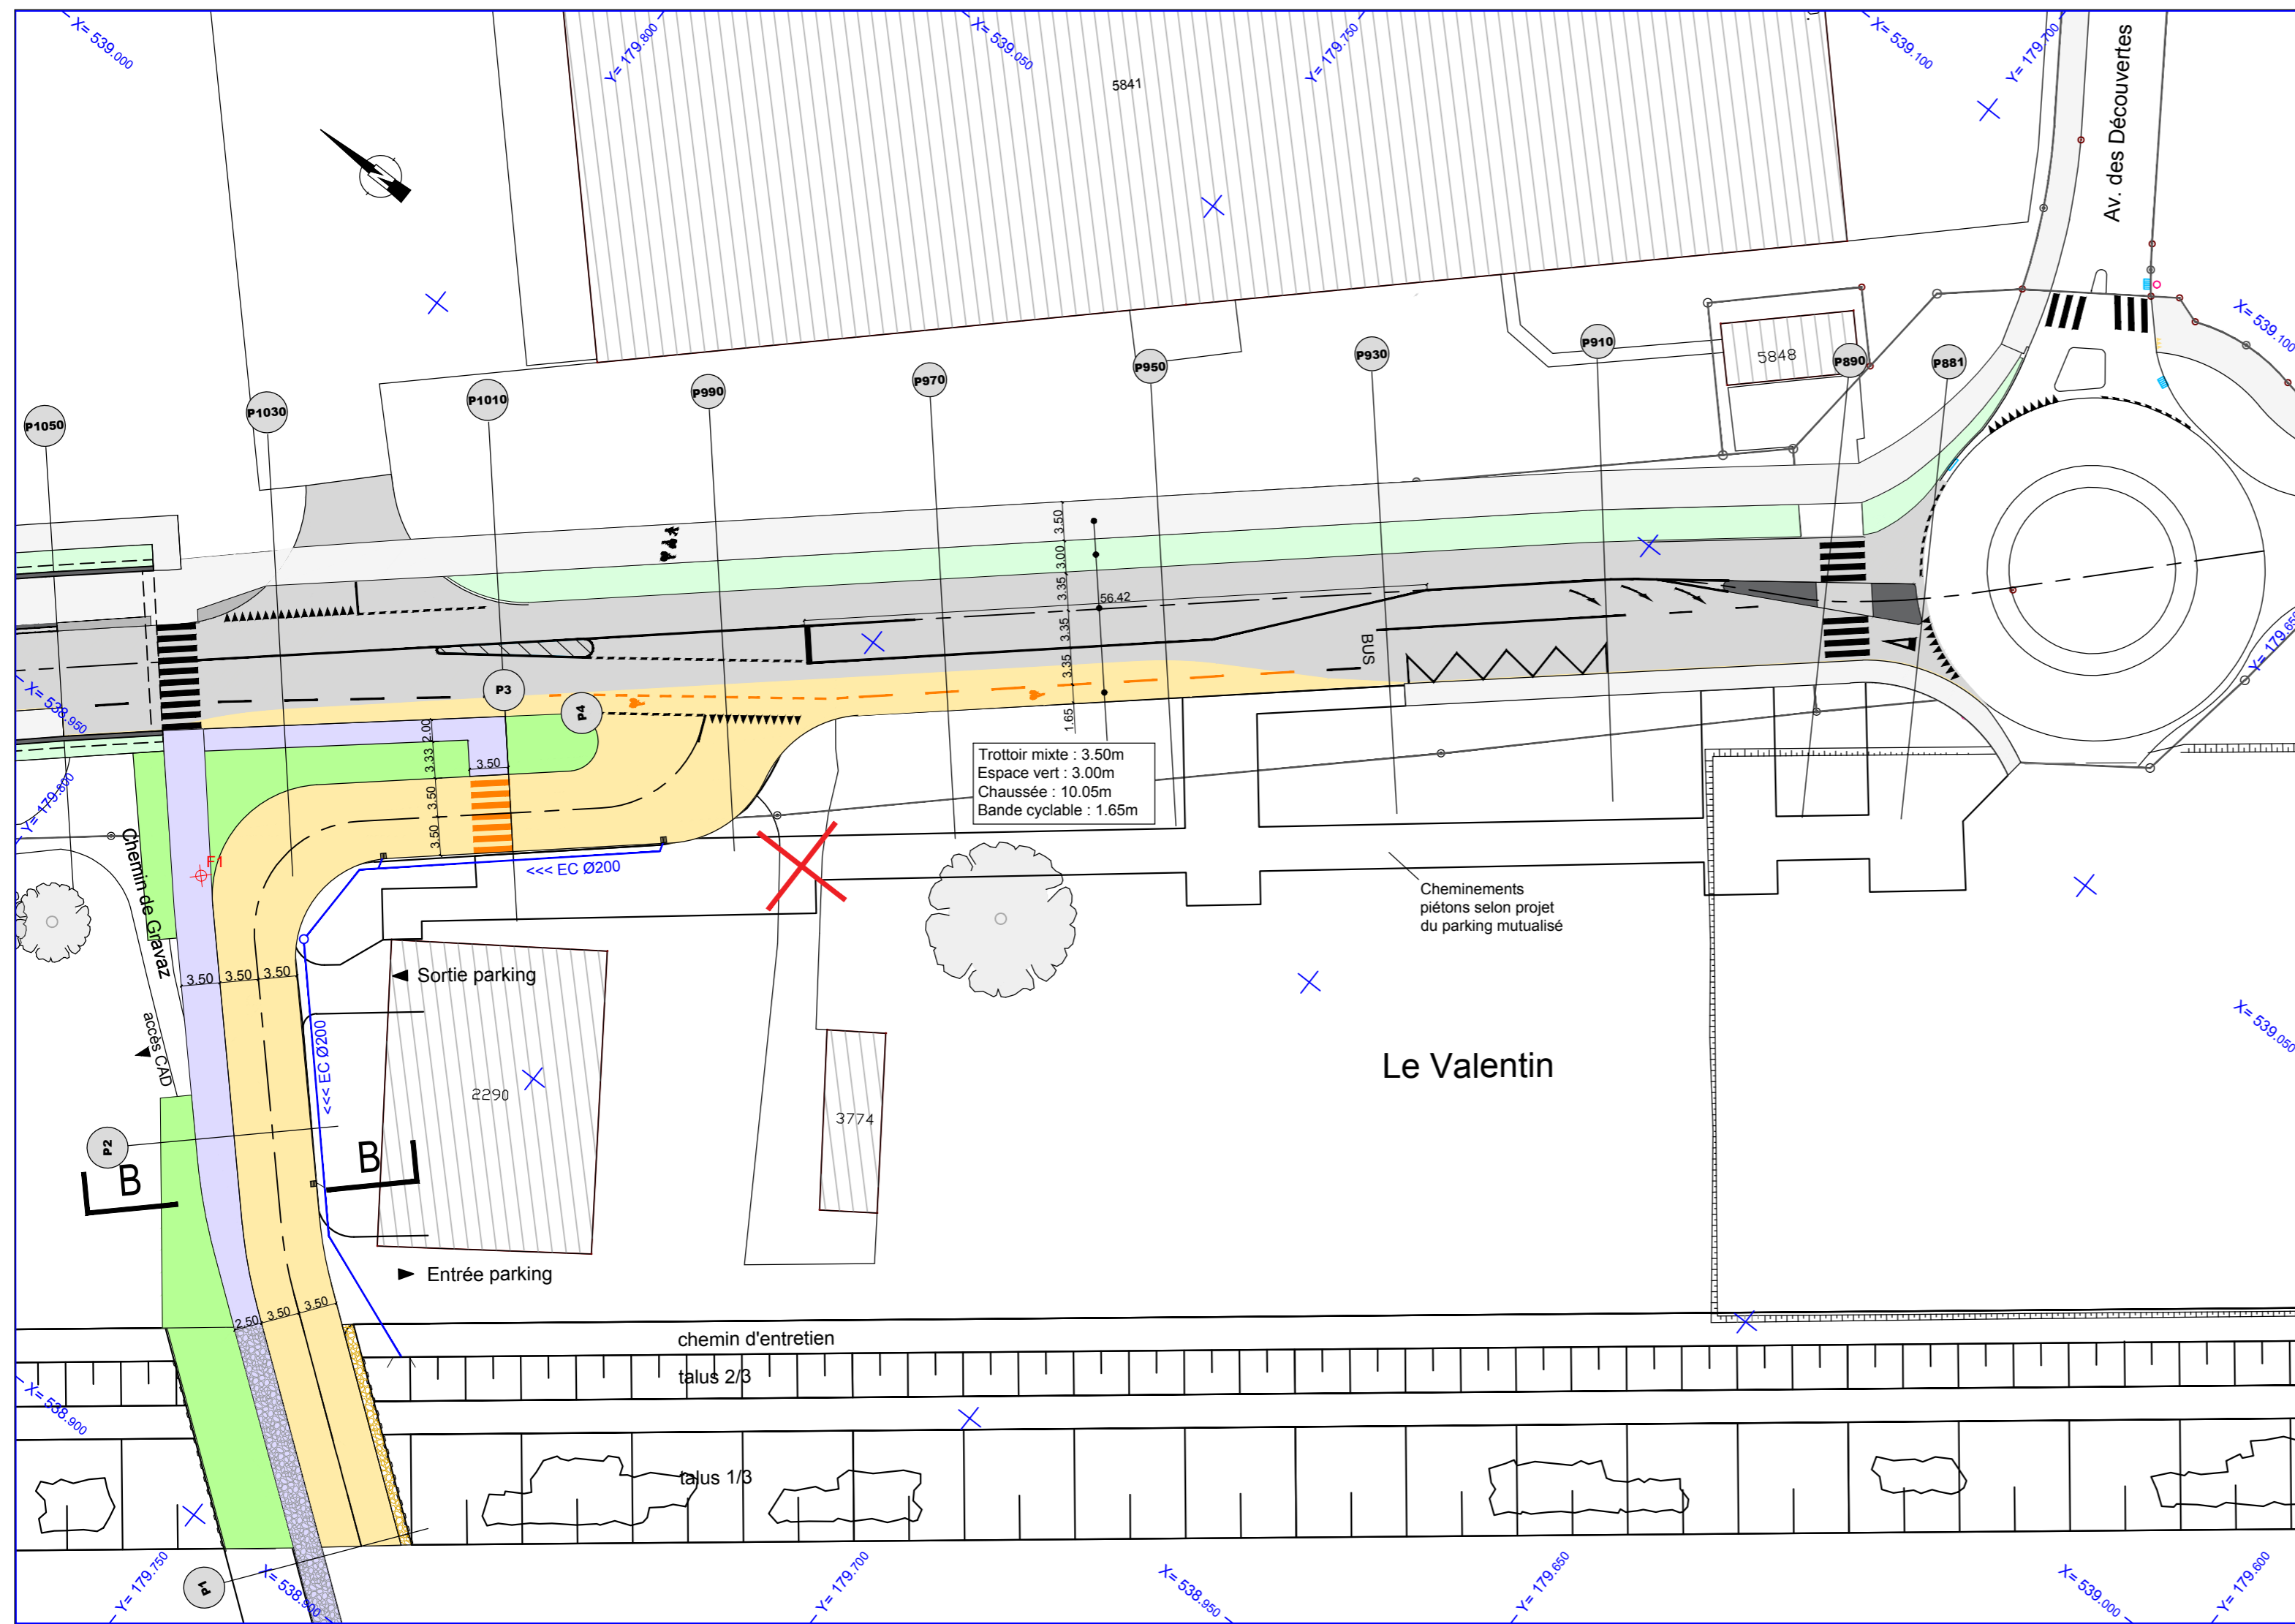 X= 539.000
Y= 179.800
X= 539.050
Y= 179.750
X= 539.100
Y= 179.700
Av. des Découvertes
5841
X= 539.100
5848
P1050
P1030
P1010
P990
P970
P950
P930
P910
P890
P881
3.50
3.00
3.35
3.35
3.35
1.65
56.42
BUS
Y= 179.650
X= 538.950
P3
P4
2.00
3.33
3.50
3.50
3.50
Trottoir mixte : 3.50m
Espace vert : 3.00m
Chaussée : 10.05m
Bande cyclable : 1.65m
Y= 179.800
Chemin de Gravaz
F1
<<< EC Ø200
Cheminements
piétons selon projet
du parking mutualisé
3.50
3.50
3.50
Sortie parking
accès CAD
<<< EC Ø200
X= 539.050
Le Valentin
2290
3774
P2
B
B
Entrée parking
2.50
3.50
3.50
chemin d'entretien
talus 2/3
X= 538.900
talus 1/3
P1
Y= 179.750
X= 538.900
Y= 179.700
X= 538.950
Y= 179.650
X= 539.000
Y= 179.600